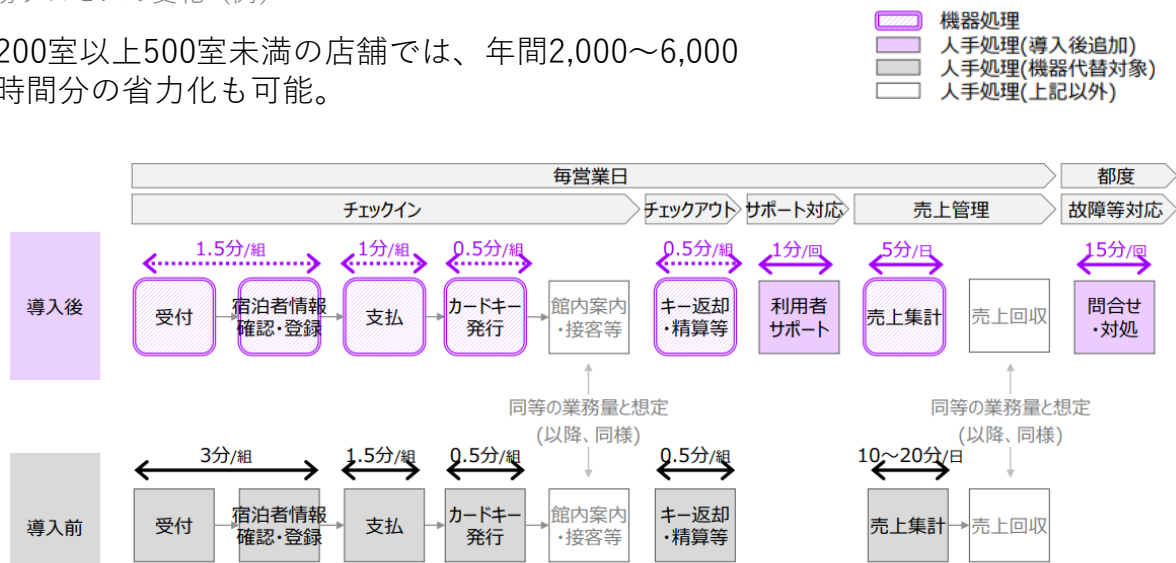 200室以上500室未満の店舗では、年間2,000～6,000
時間分の省力化も可能。
機器処理
人手処理(導入後追加)
人手処理(機器代替対象)
人手処理(上記以外)
毎営業日
都度
チェックイン
チェックアウト
サポート対応
売上管理
故障等対応
導入後
1.5分/組
1分/組
0.5分/組
0.5分/組
1分/回
5分/日
15分/回
受付
宿泊者情報
確認・登録
支払
カードキー
発行
館内案内
・接客等
キー返却
・精算等
利用者
サポート
売上集計
売上回収
問合せ
・対処
同等の業務量と想定
(以降、同様)
同等の業務量と想定
(以降、同様)
導入前
3分/組
1.5分/組
0.5分/組
0.5分/組
10～20分/日
受付
宿泊者情報
確認・登録
支払
カードキー
発行
館内案内
・接客等
キー返却
・精算等
売上集計
売上回収